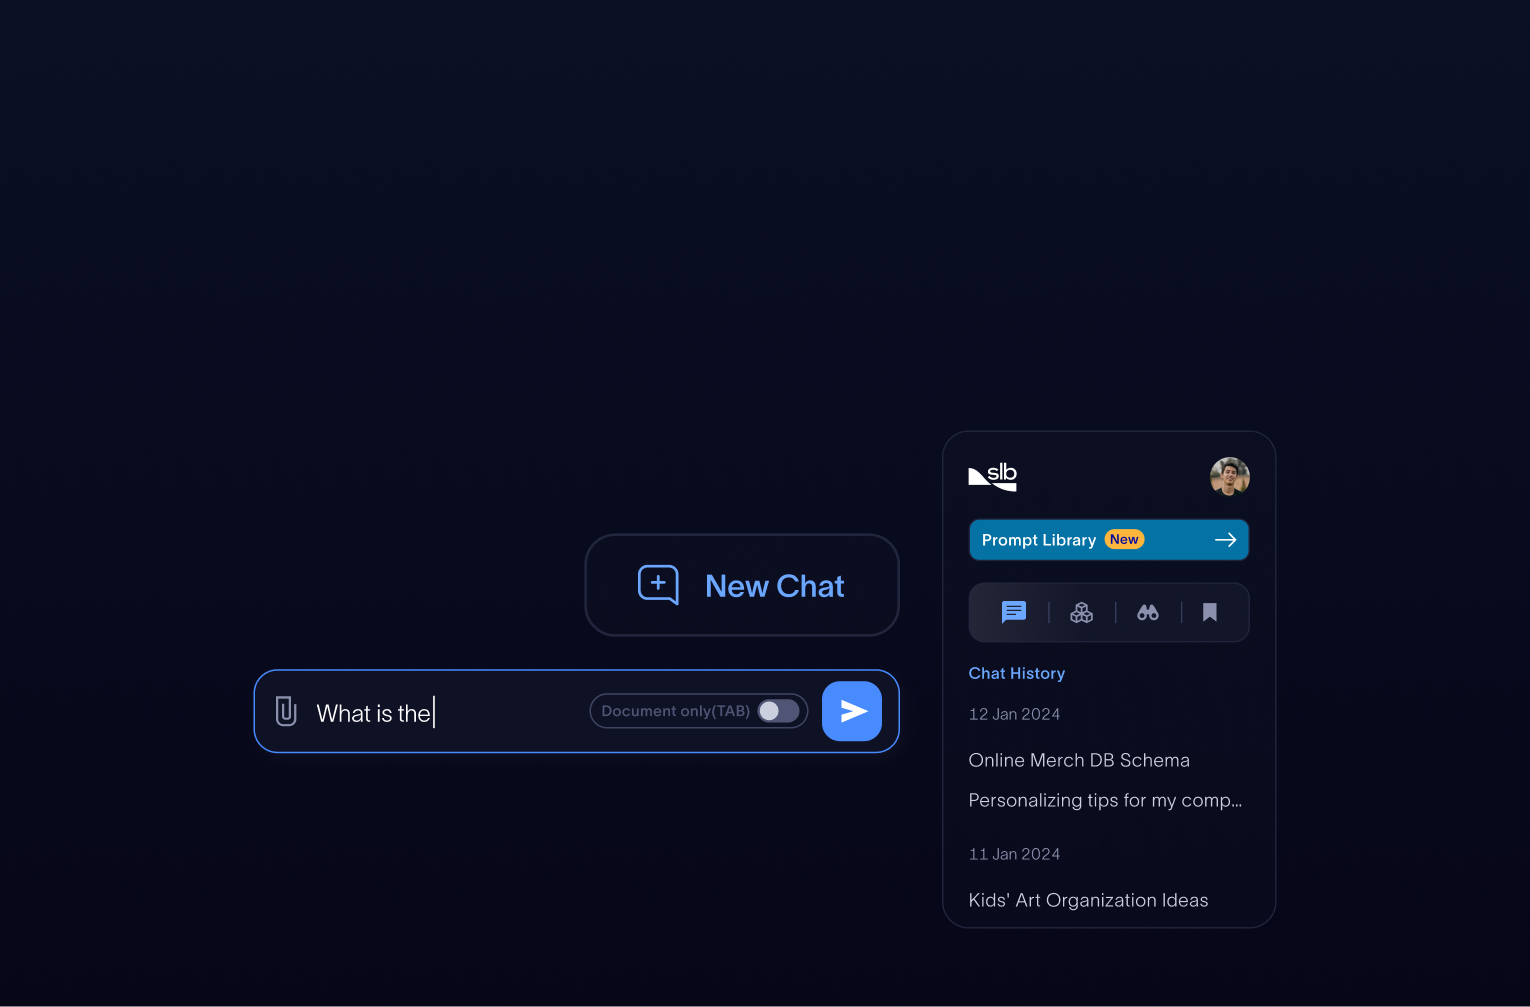 New Chat
What is the
Document only(TAB)
slb
Prompt Library New
Chat History
12 Jan 2024
Online Merch DB Schema
Personalizing tips for my comp...
11 Jan 2024
Kids' Art Organization Ideas